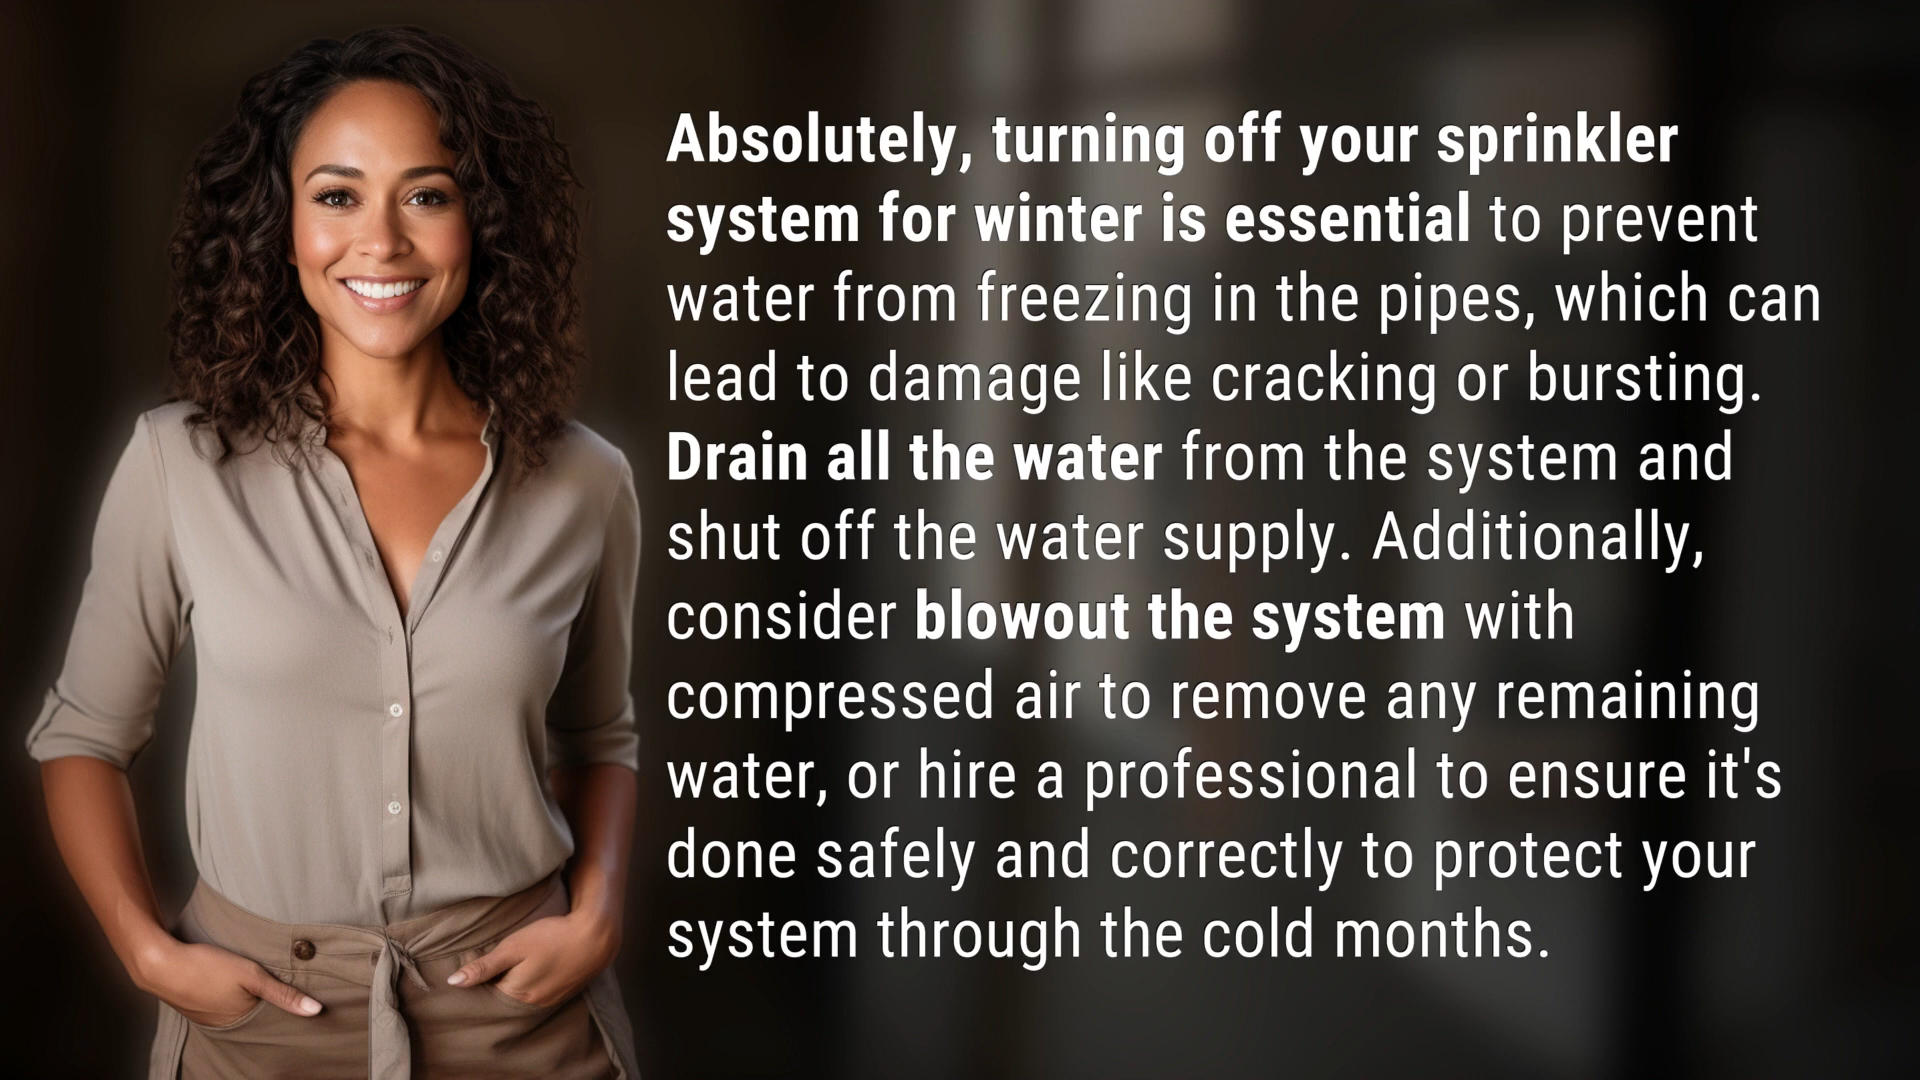 Absolutely, turning off your sprinkler
system for winter is essential to prevent
water from freezing in the pipes, which can
lead to damage like cracking or bursting.
Drain all the water from the system and
shut off the water supply. Additionally,
consider blowout the system with
compressed air to remove any remaining
water, or hire a professional to ensure it's
done safely and correctly to protect your
system through the cold months.